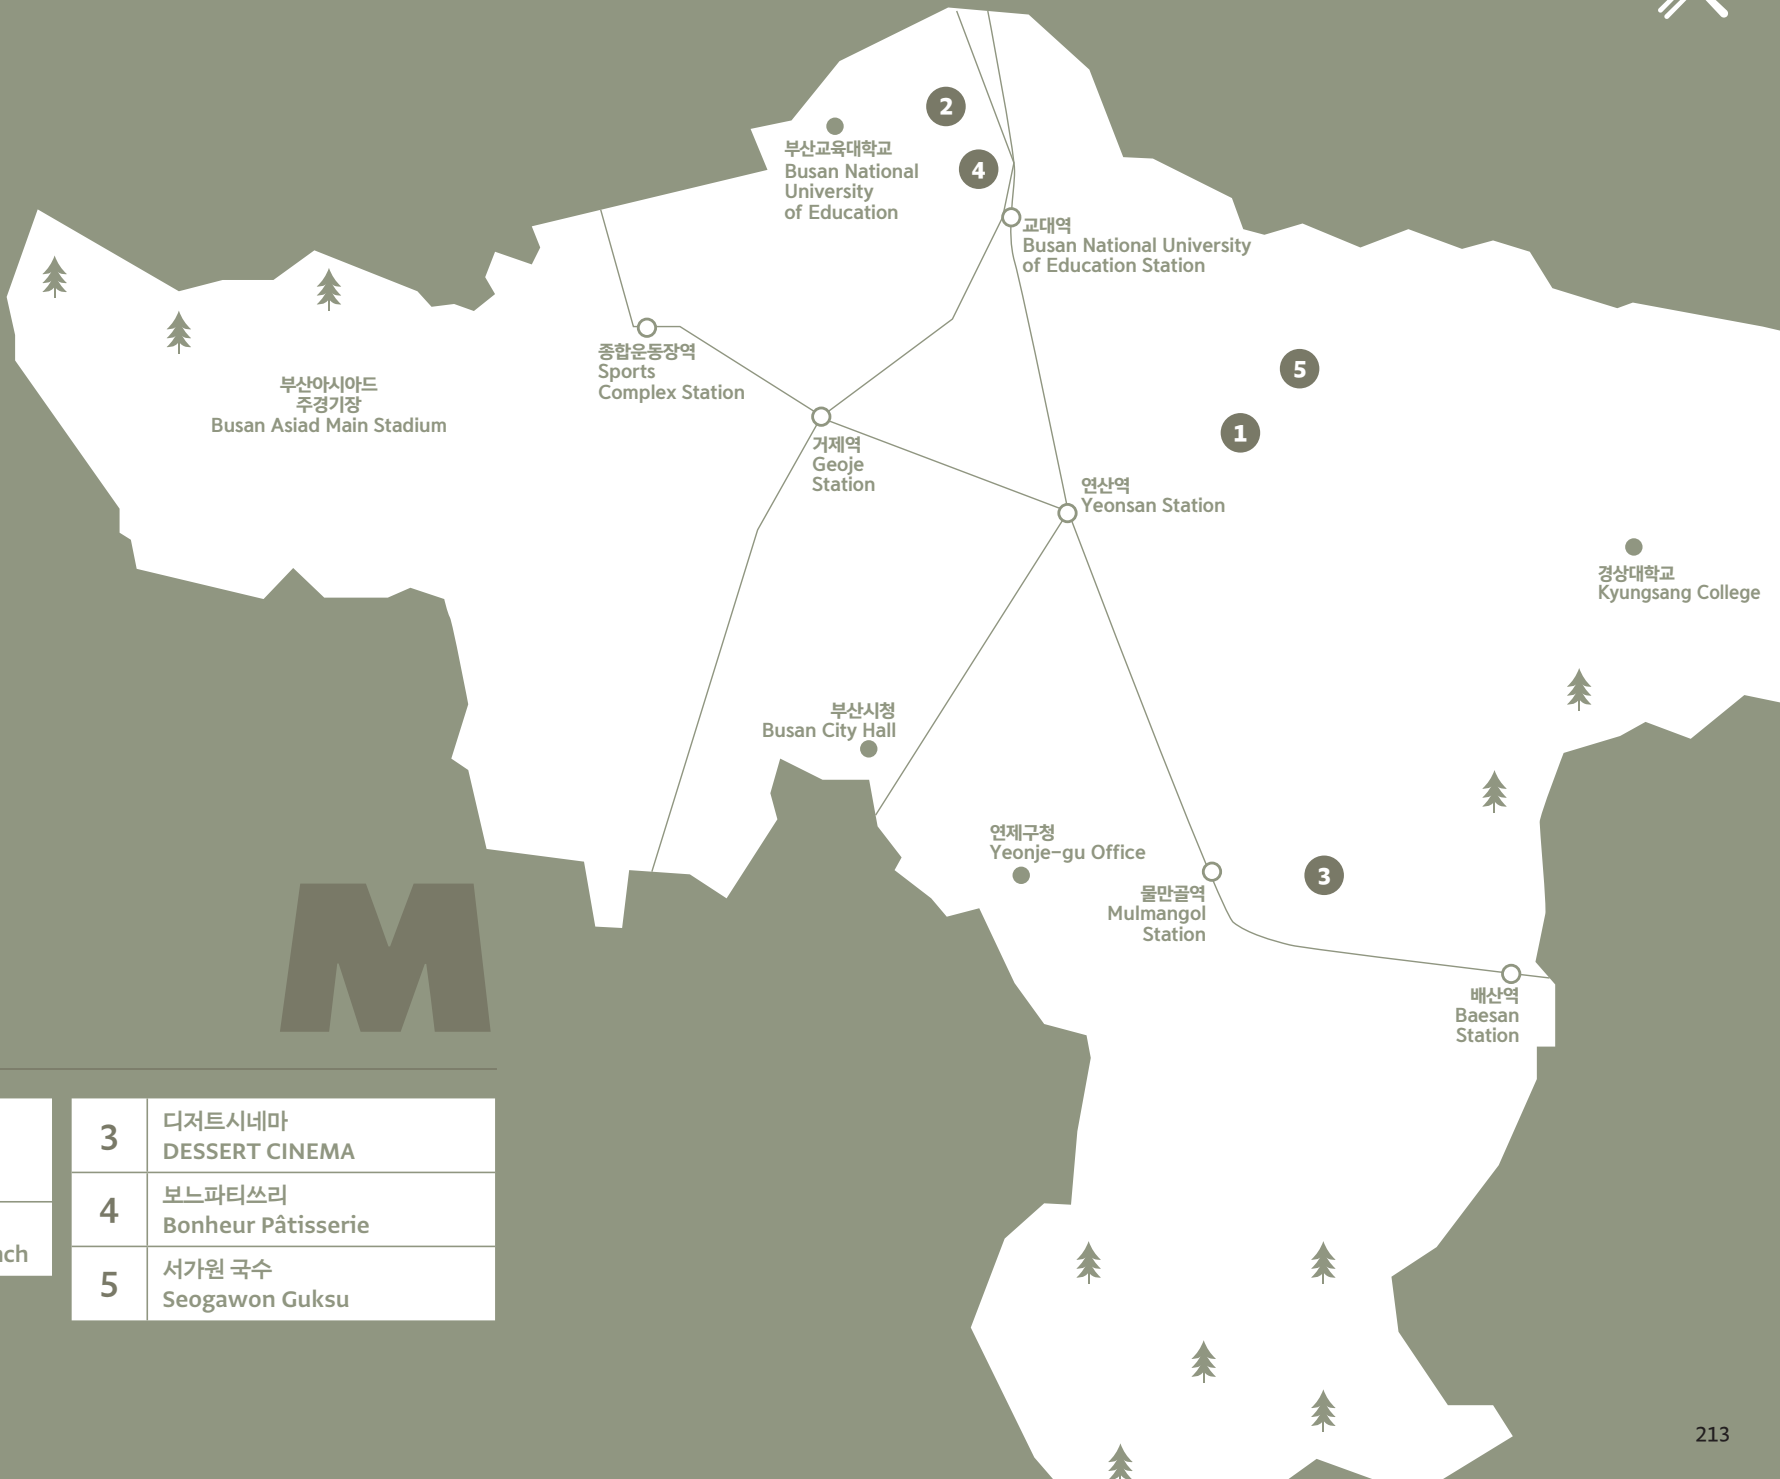 2
부산교육대학교
Busan National
University
of Education
4
교대역
Busan National University
of Education Station
종합운동장역
Sports
Complex Station
부산아시아드
주경기장
Busan Asiad Main Stadium
5
1
거제역
Geoje
Station
연산역
Yeonsan Station
경상대학교
Kyungsang College
부산시청
Busan City Hall
연제구청
Yeonje-gu Office
3
물만골역
Mulmangol
Station
배산역
Baesan
Station
M
3
디저트시네마
DESSERT CINEMA
4
보느파티쓰리
Bonheur Pâtisserie
5
서가원 국수
Seogawon Guksu
213